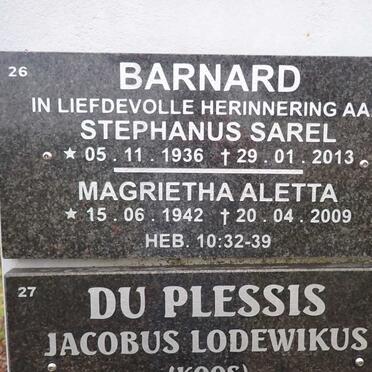 26
BARNARD
IN LIEFDEVOLLE HERINNERING AA
STEPHANUS SAREL
★ 05 . 11 . 1936 † 29 . 01 . 2013
MAGRIETHA ALETTA
★ 15 . 06 . 1942 † 20 . 04 . 2009
HEB. 10:32-39
27
DU PLESSIS
JACOBUS LODEWIKUS
(KOOS)